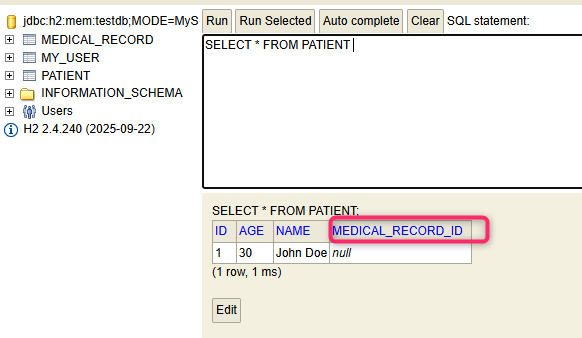 jdbc:h2:mem:testdb;MODE=MyS
MEDICAL_RECORD
MY_USER
PATIENT
INFORMATION_SCHEMA
Users
H2 2.4.240 (2025-09-22)
Run Run Selected Auto complete Clear SQL statement:
SELECT * FROM PATIENT
SELECT * FROM PATIENT;
ID AGE NAME MEDICAL_RECORD_ID
1 30 John Doe null
(1 row, 1 ms)
Edit